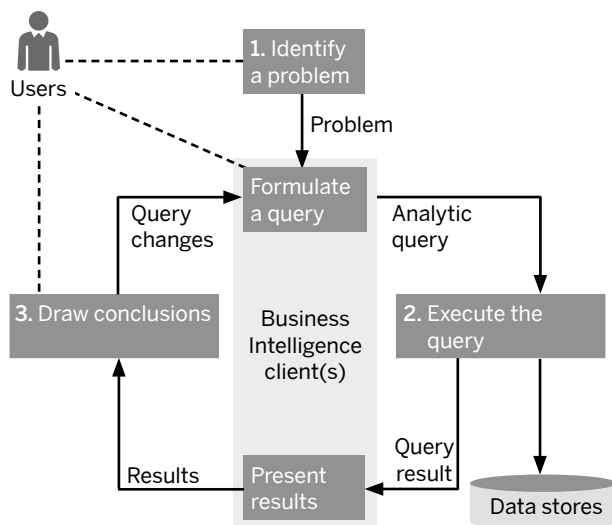 1. Identify
a problem
Users
Problem
Formulate
a query
Query
changes
Analytic
query
3. Draw conclusions
Business
Intelligence
client(s)
2. Execute the
query
Query
result
Results
Present
results
Data stores